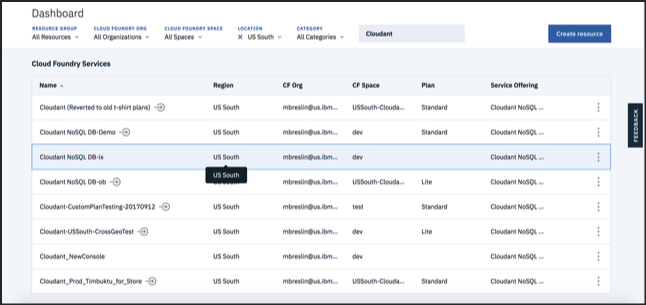 Dashboard
RESOURCE GROUP CLOUD FOUNDRY ORG CLOUD FOUNDRY SPACE LOCATION CATEGORY
All Resources All Organizations All Spaces US South All Categories Cloudant Create resource
Cloud Foundry Services
Name Region CF Org CF Space Plan Service Offering
Cloudant (Reverted to old t-shirt plans) US South mbreslin@us.ibm... USSouth-Clouda... Standard Cloudant NoSQL ...
Cloudant NoSQL DB-Demo US South mbreslin@us.ibm... dev Standard Cloudant NoSQL ...
Cloudant NoSQL DB-ix US South mbreslin@us.ibm... dev Cloudant NoSQL ...
US South
Cloudant NoSQL DB-ob mbreslin@us.ibm... USSouth-Clouda... Lite Cloudant NoSQL ...
Cloudant-CustomPlanTesting-20170912 US South mbreslin@us.ibm... test Standard Cloudant NoSQL ...
Cloudant-USSouth-CrossGeoTest US South mbreslin@us.ibm... dev Lite Cloudant NoSQL ...
Cloudant_NewConsole US South mbreslin@us.ibm... dev Cloudant NoSQL ...
Cloudant_Prod_Timbuktu_for_Store US South mbreslin@us.ibm... USSouth-Clouda... Standard Cloudant NoSQL ...
FEEDBACK